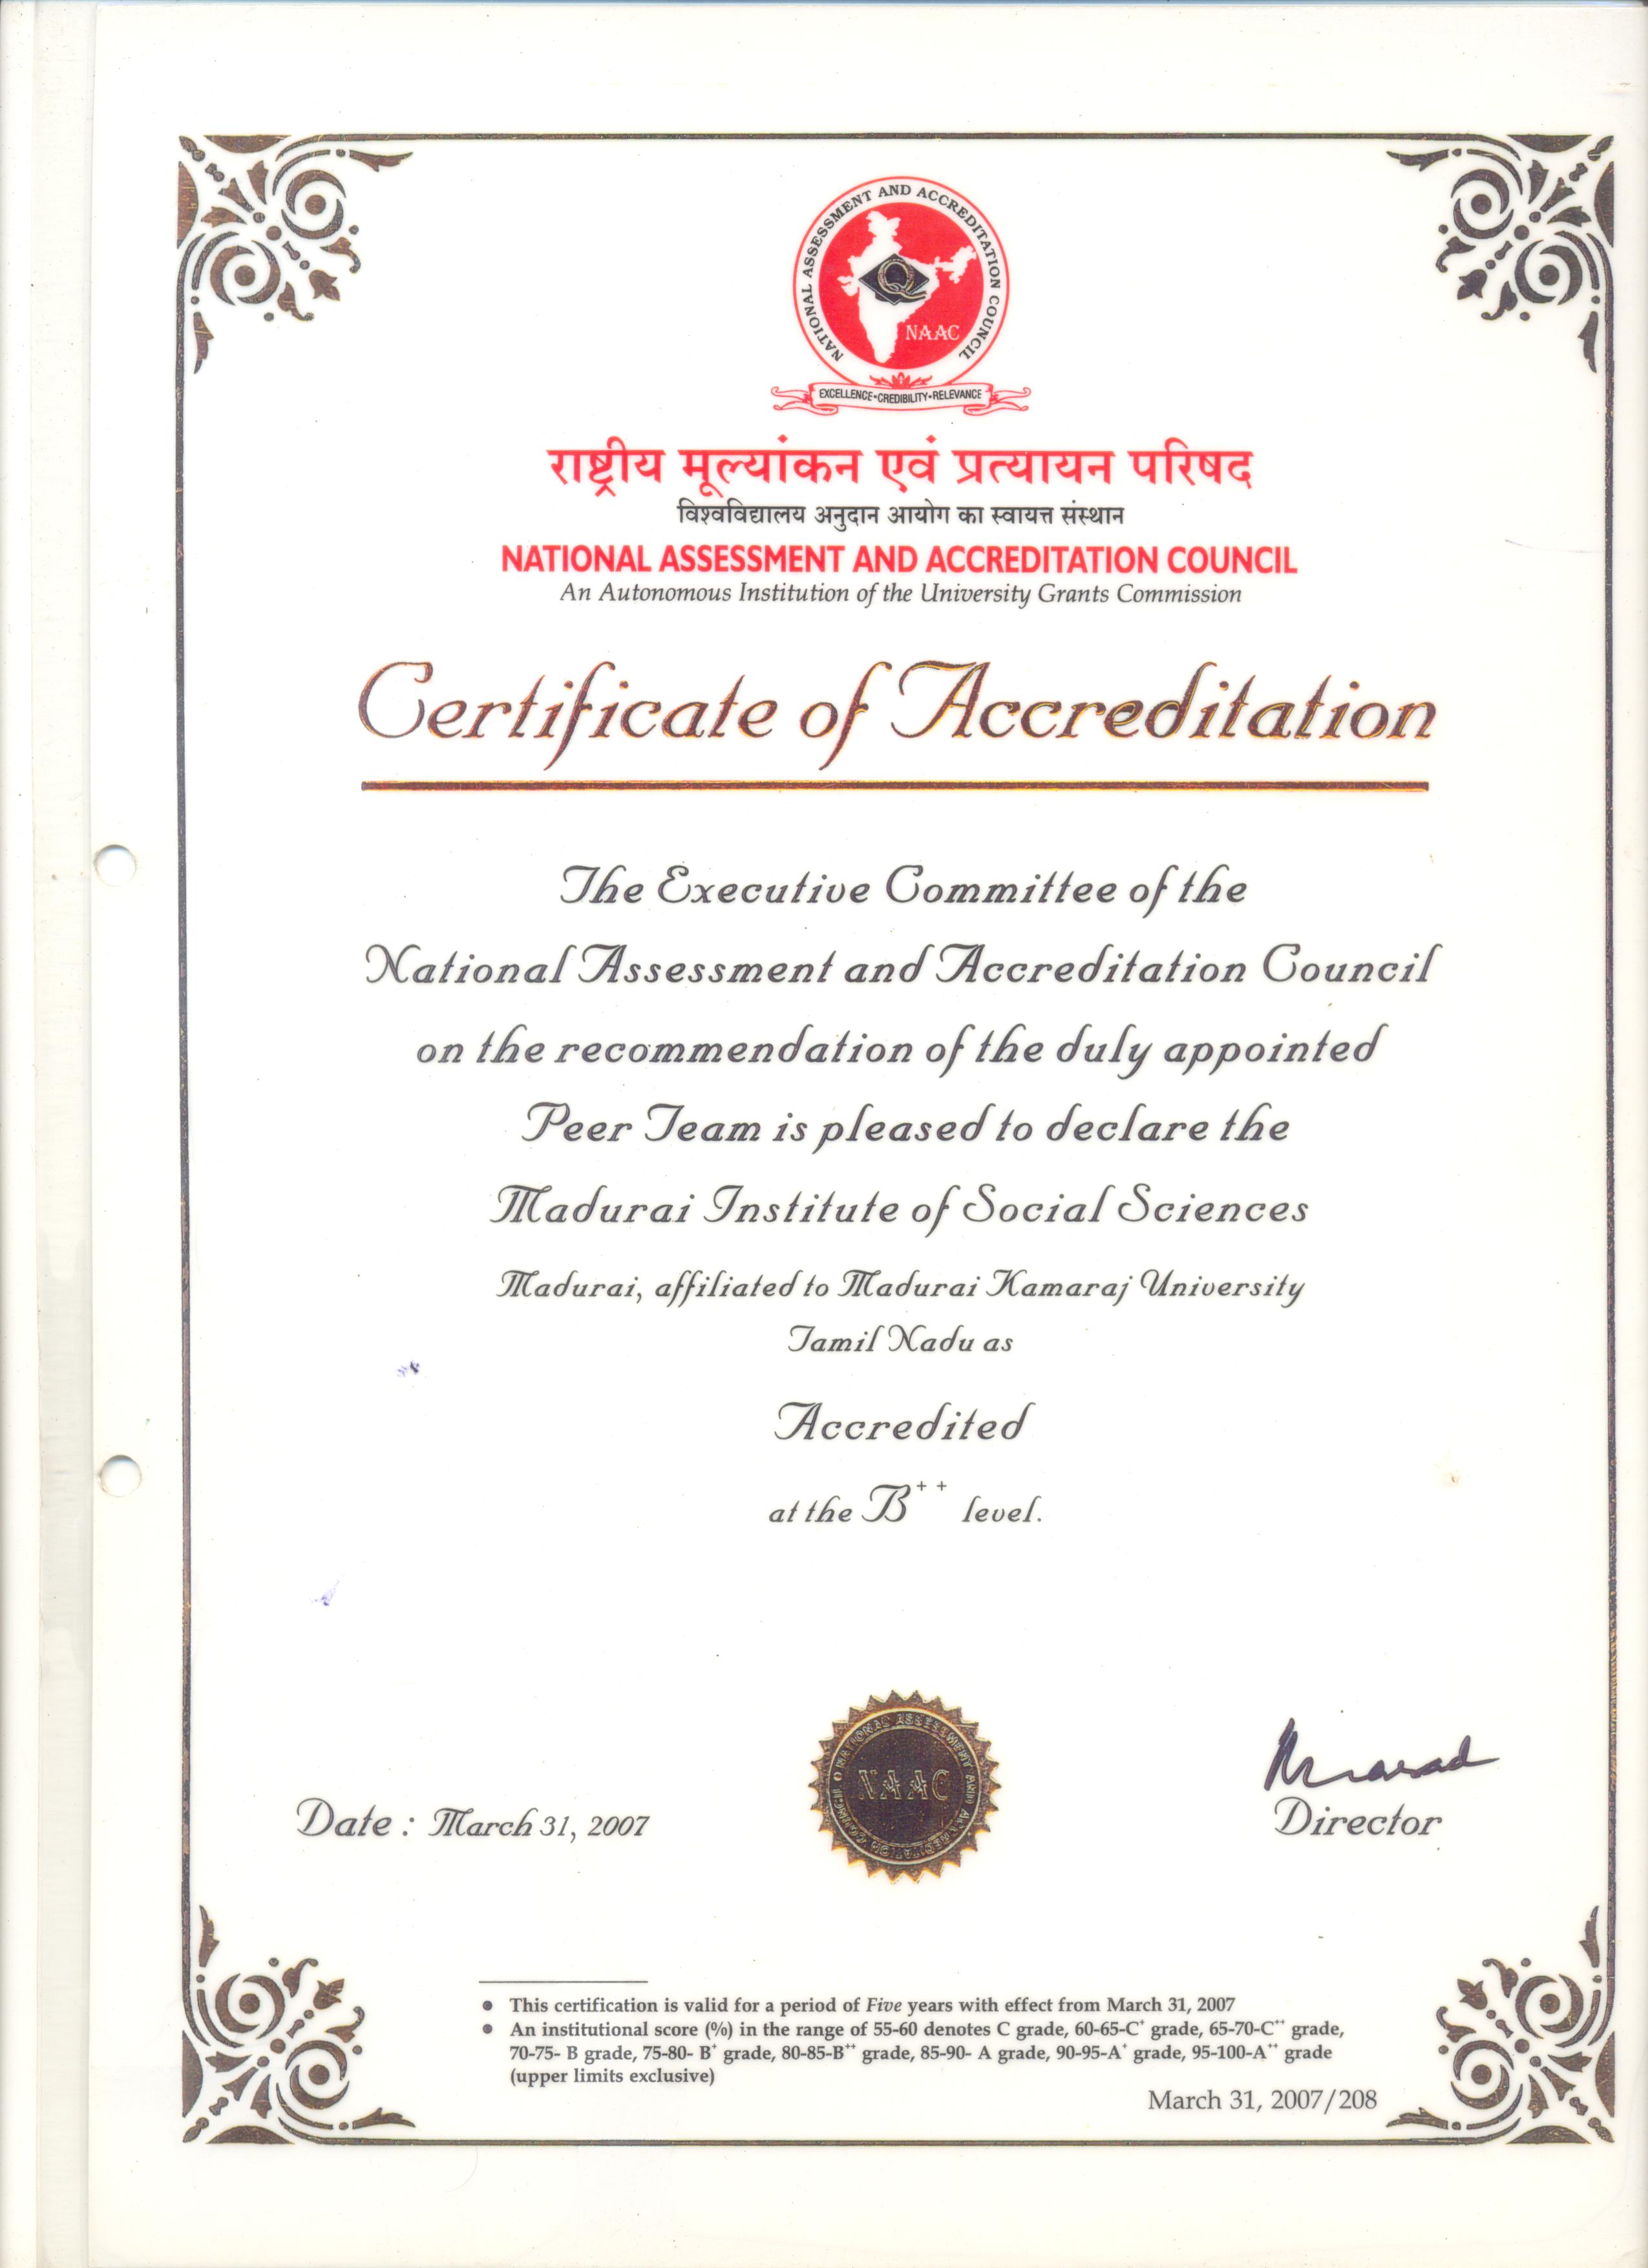 NATIONAL ASSESSMENT AND ACCREDITATION COUNCIL
NAAC
EXCELLENCE•CREDIBILITY•RELEVANCE
राष्ट्रीय मूल्यांकन एवं प्रत्यायन परिषद
विश्वविद्यालय अनुदान आयोग का स्वायत्त संस्थान
NATIONAL ASSESSMENT AND ACCREDITATION COUNCIL
An Autonomous Institution of the University Grants Commission
Certificate of Accreditation
The Executive Committee of the
National Assessment and Accreditation Council
on the recommendation of the duly appointed
Peer Team is pleased to declare the
Madurai Institute of Social Sciences
Madurai, affiliated to Madurai Kamaraj University
Tamil Nadu as
Accredited
at the B++ level.
NATIONAL ASSESSMENT AND ACCREDITATION COUNCIL
NAAC
Date : March 31, 2007
Director
• This certification is valid for a period of Five years with effect from March 31, 2007
• An institutional score (%) in the range of 55-60 denotes C grade, 60-65-C+ grade, 65-70-C++ grade,
70-75- B grade, 75-80- B+ grade, 80-85-B++ grade, 85-90- A grade, 90-95-A+ grade, 95-100-A++ grade
(upper limits exclusive)
March 31, 2007/208